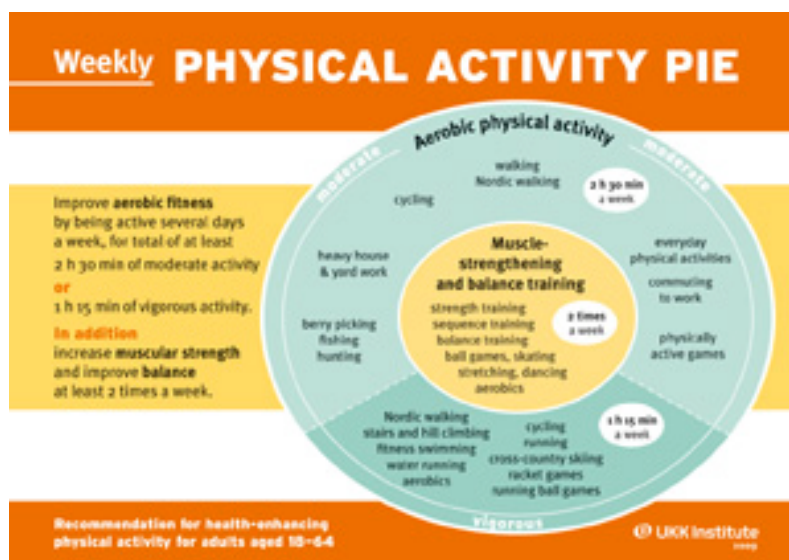 Weekly PHYSICAL ACTIVITY PIE
Improve aerobic fitness
by being active several days
a week, for total of at least
2 h 30 min of moderate activity
or
1 h 15 min of vigorous activity.
In addition
increase muscular strength
and improve balance
at least 2 times a week.
Aerobic physical activity
moderate
moderate
walking
Nordic walking
2 h 30 min
a week
cycling
heavy house
& yard work
berry picking
fishing
hunting
everyday
physical activities
commuting
to work
physically
active games
Muscle-
strengthening
and balance training
strength training
sequence training
balance training
ball games, skating
stretching, dancing
aerobics
2 times
a week
Nordic walking
stairs and hill climbing
fitness swimming
water running
aerobics
cycling
running
cross-country skiing
racket games
running ball games
1 h 15 min
a week
vigorous
Recommendation for health-enhancing
physical activity for adults aged 18–64
UKK Institute
2009